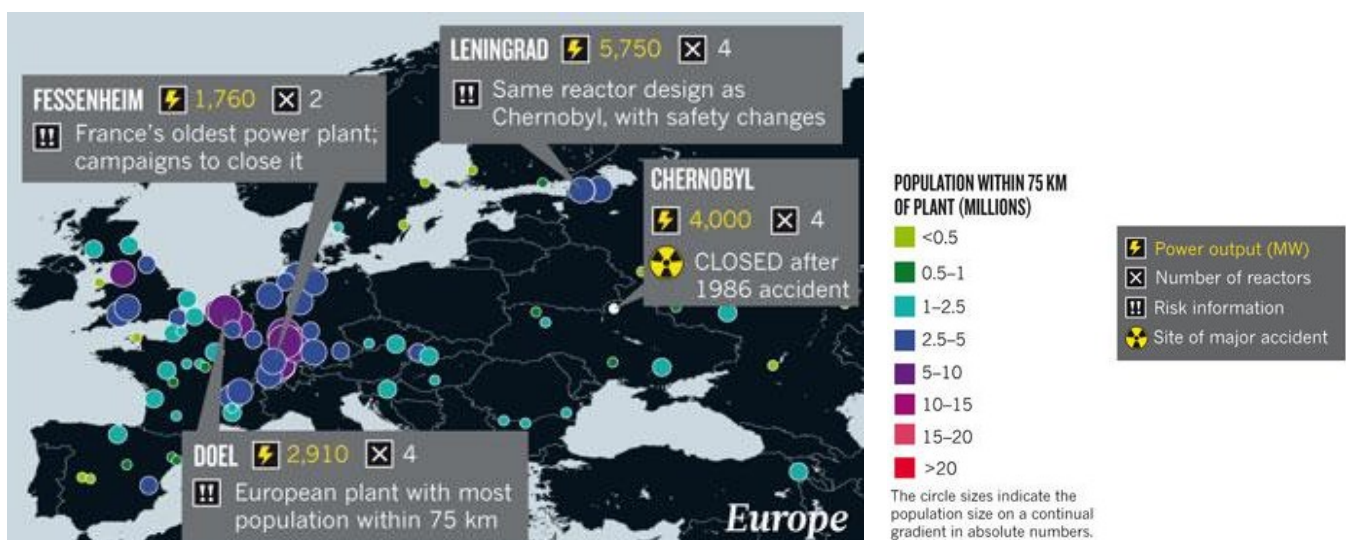 LENINGRAD 5,750 4
Same reactor design as
Chernobyl, with safety changes
FESSENHEIM 1,760 2
France's oldest power plant;
campaigns to close it
CHERNOBYL
4,000 4
CLOSED after
1986 accident
DOEL 2,910 4
European plant with most
population within 75 km
Europe
POPULATION WITHIN 75 KM
OF PLANT (MILLIONS)
<0.5
0.5–1
1–2.5
2.5–5
5–10
10–15
15–20
>20
The circle sizes indicate the
population size on a continual
gradient in absolute numbers.
Power output (MW)
Number of reactors
!! Risk information
Site of major accident